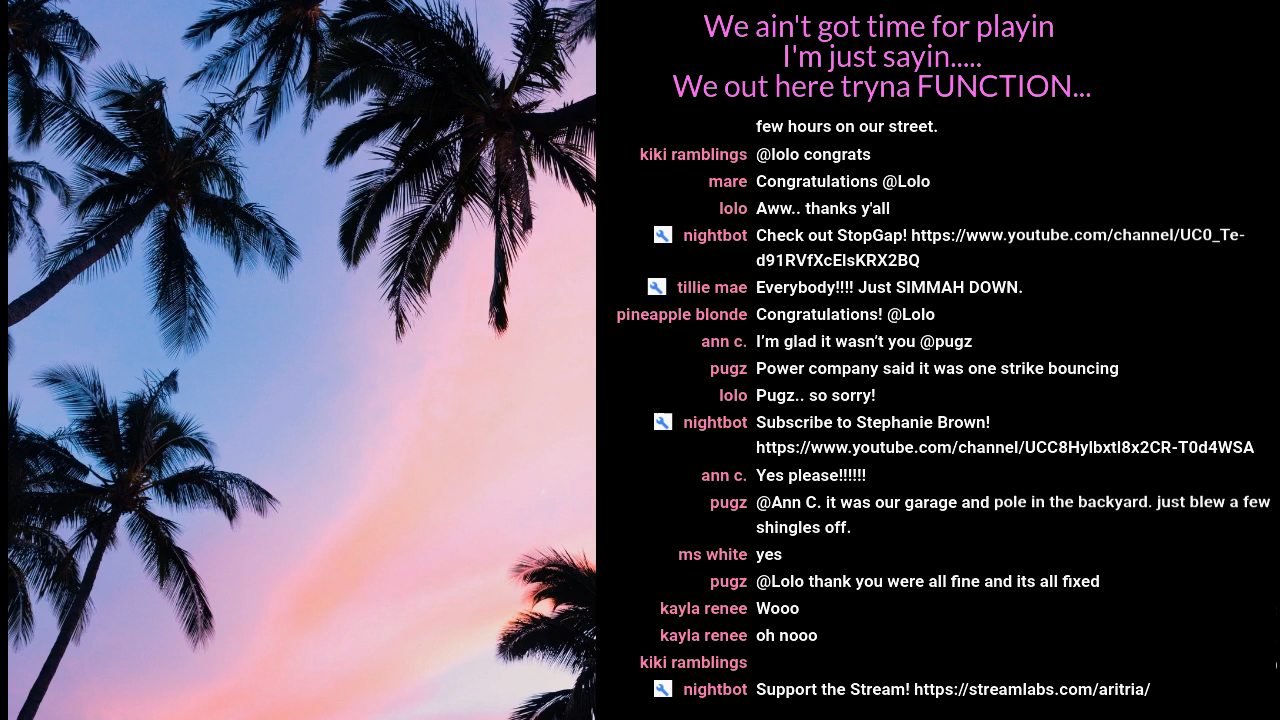 We ain't got time for playin
I'm just sayin.....
We out here tryna FUNCTION...
few hours on our street.
kiki ramblings @lolo congrats
mare Congratulations @Lolo
lolo Aww.. thanks y'all
nightbot Check out StopGap! https://www.youtube.com/channel/UC0_Te-
d91RVfXcEIsKRX2BQ
tillie mae Everybody!!!! Just SIMMAH DOWN.
pineapple blonde Congratulations! @Lolo
ann c. I’m glad it wasn’t you @pugz
pugz Power company said it was one strike bouncing
lolo Pugz.. so sorry!
nightbot Subscribe to Stephanie Brown!
https://www.youtube.com/channel/UCC8HyIbxtI8x2CR-T0d4WSA
ann c. Yes please!!!!!!
pugz @Ann C. it was our garage and pole in the backyard. just blew a few
shingles off.
ms white yes
pugz @Lolo thank you were all fine and its all fixed
kayla renee Wooo
kayla renee oh nooo
kiki ramblings
nightbot Support the Stream! https://streamlabs.com/aritria/